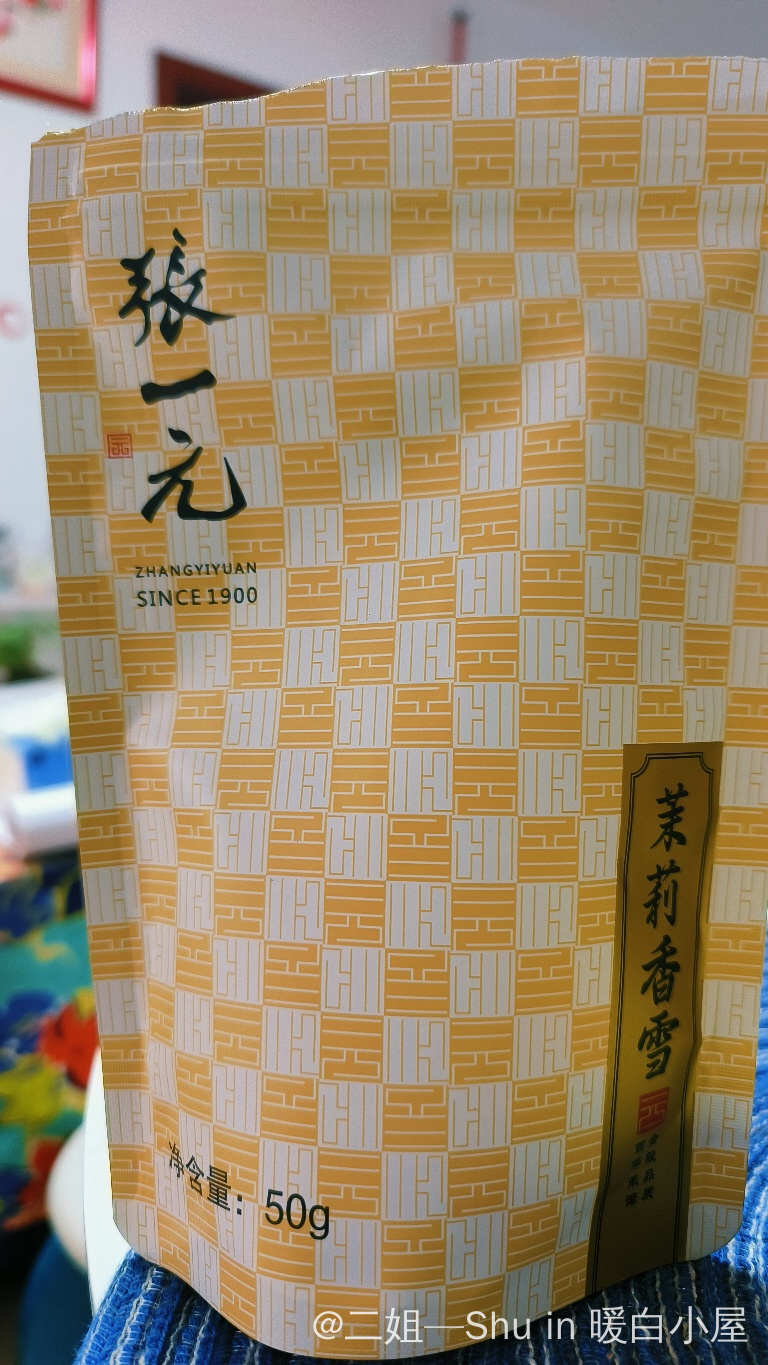 張一元
ZHANGYIYUAN
SINCE 1900
茉莉香雪
净含量：50g
@二姐—Shu in 暖白小屋